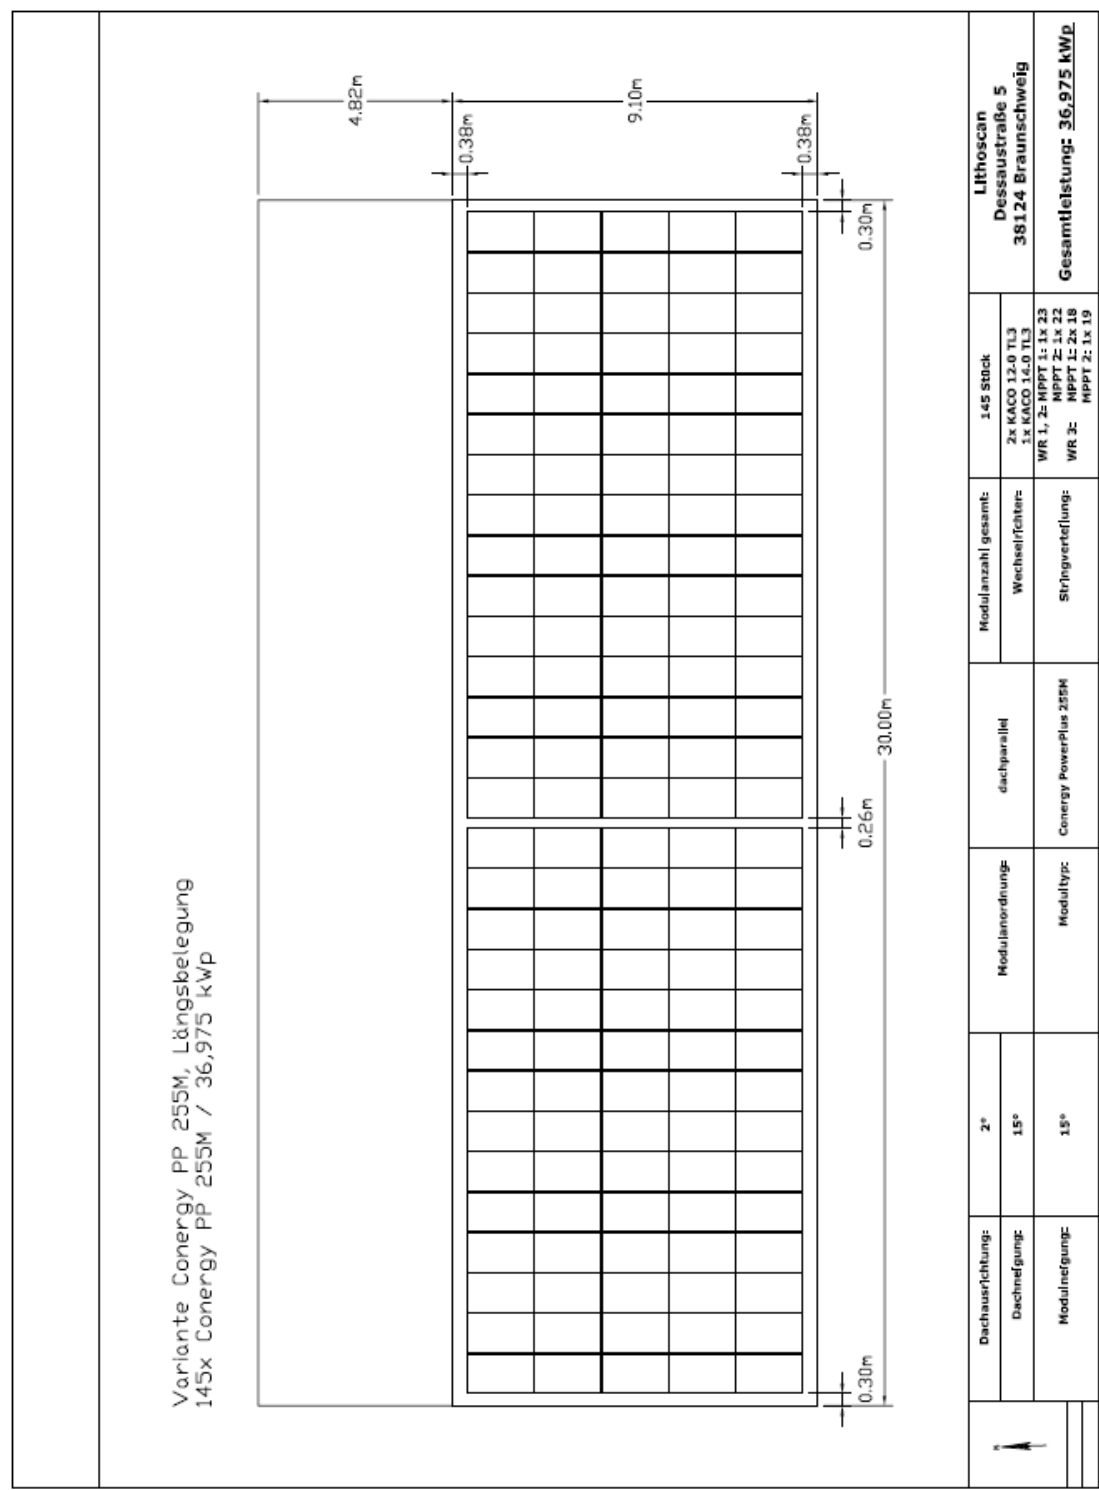 Variante Conergy PP 255M, Längsbelegung
145x Conergy PP 255M / 36,975 kWp
4.82m
9.10m
0.38m
0.38m
0.30m
0.26m
0.30m
30.00m
N
Dachausrichtung:
2°
Dachneigung:
15°
Modulneigung:
15°
Modulanordnung:
dachparallel
Modultyp:
Conergy PowerPlus 255M
Modulanzahl gesamt:
145 Stück
Wechselrichter:
2x KACO 12.0 TL3
1x KACO 14.0 TL3
Stringverteilung:
WR 1, 2: MPPT 1: 1x 23
MPPT 2: 1x 22
WR 3: MPPT 1: 2x 18
MPPT 2: 1x 19
Lithoscan
Dessaustraße 5
38124 Braunschweig
Gesamtleistung: 36,975 kWp